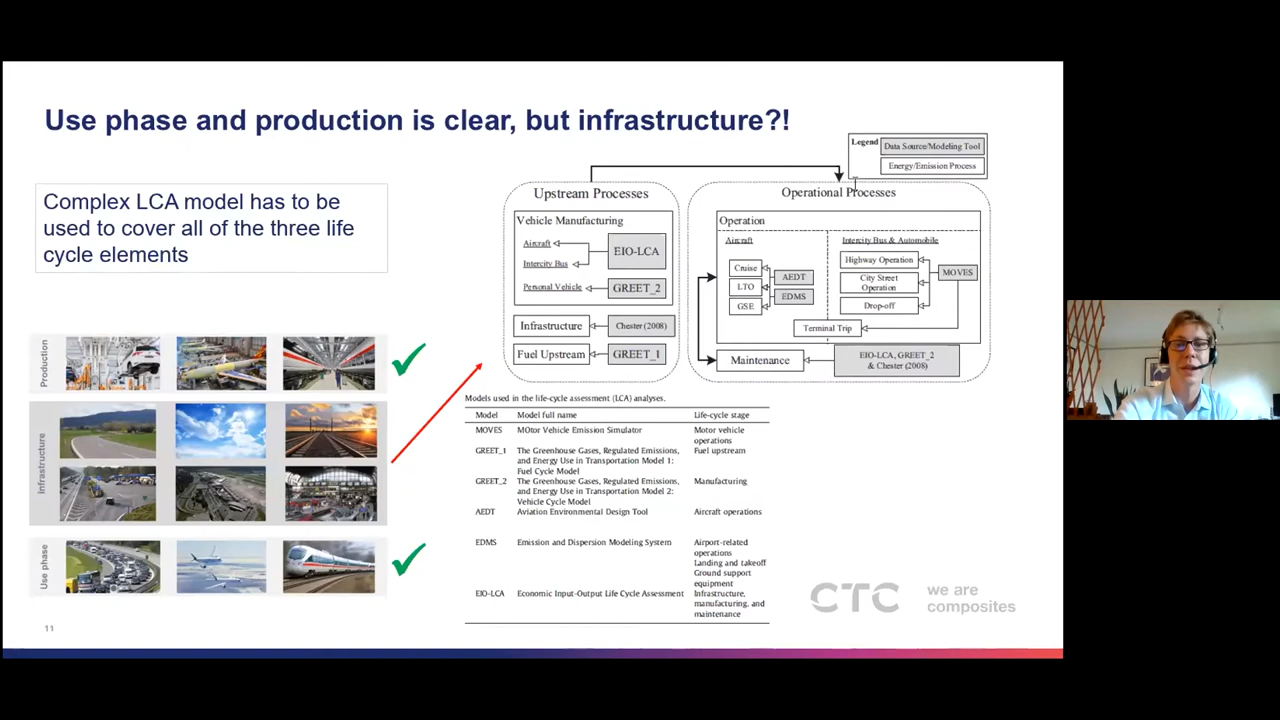 Use phase and production is clear, but infrastructure?!
Complex LCA model has to be
used to cover all of the three life
cycle elements
Production
Infrastructure
Use phase
Legend
Data Source/Modeling Tool
Energy/Emission Process
Upstream Processes
Vehicle Manufacturing
Aircraft
Intercity Bus
EIO-LCA
Personal Vehicle
GREET_2
Infrastructure
Chester (2008)
Fuel Upstream
GREET_1
Operational Processes
Operation
Aircraft
Cruise
LTO
GSE
AEDT
EDMS
Intercity Bus & Automobile
Highway Operation
City Street
Operation
Drop-off
MOVES
Terminal Trip
Maintenance
EIO-LCA, GREET_2
& Chester (2008)
Models used in the life-cycle assessment (LCA) analyses.
Model Model full name Life-cycle stage
MOVES MOtor Vehicle Emission Simulator Motor vehicle
operations
GREET_1 The Greenhouse Gases, Regulated Emissions, Fuel upstream
and Energy Use in Transportation Model 1:
Fuel Cycle Model
GREET_2 The Greenhouse Gases, Regulated Emissions, Manufacturing
and Energy Use in Transportation Model 2:
Vehicle Cycle Model
AEDT Aviation Environmental Design Tool Aircraft operations
EDMS Emission and Dispersion Modeling System Airport-related
operations
Landing and takeoff
Ground support
equipment
EIO-LCA Economic Input-Output Life Cycle Assessment Infrastructure,
manufacturing, and
maintenance
CTC
we are
composites
11